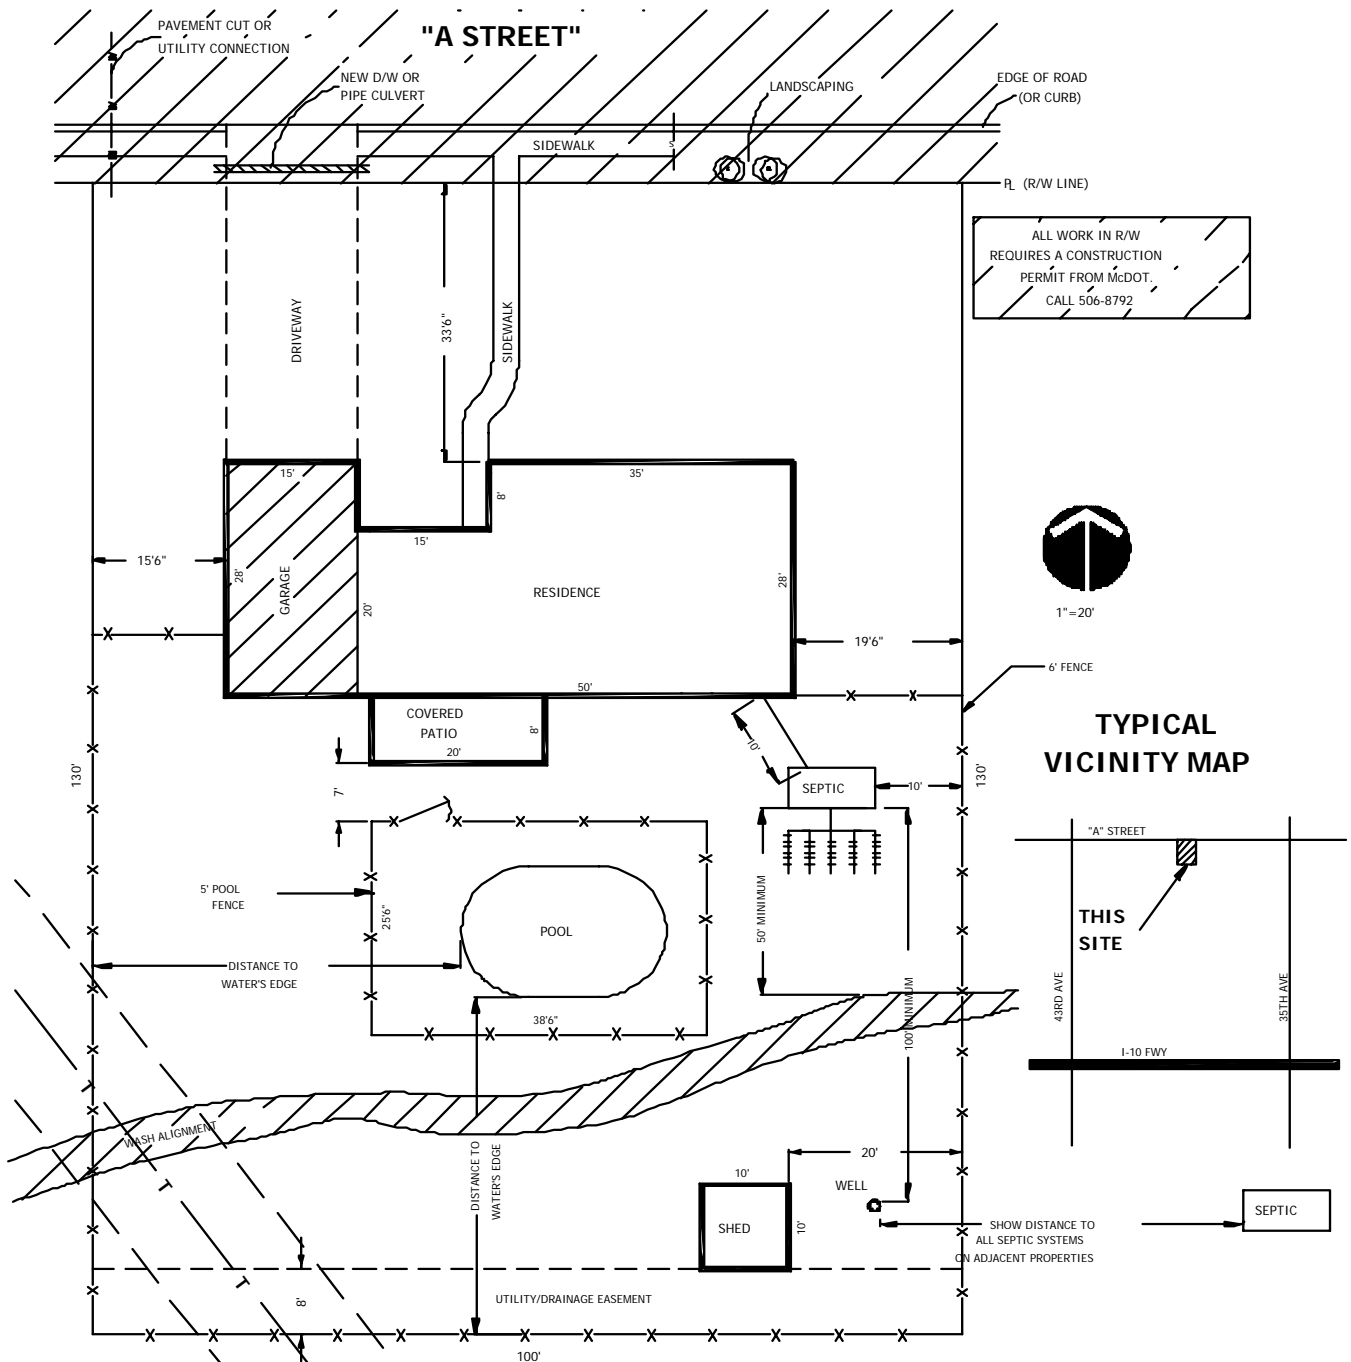 PAVEMENT CUT OR
UTILITY CONNECTION
"A STREET"
NEW D/W OR
PIPE CULVERT
LANDSCAPING
EDGE OF ROAD
(OR CURB)
SIDEWALK
S
PL (R/W LINE)
ALL WORK IN R/W
REQUIRES A CONSTRUCTION
PERMIT FROM McDOT.
CALL 506-8792
DRIVEWAY
33'6"
SIDEWALK
15'
35'
8'
15'
15'6"
28'
GARAGE
20'
RESIDENCE
28'
1"=20'
19'6"
6' FENCE
50'
COVERED
PATIO
8'
20'
10'
TYPICAL
VICINITY MAP
130'
7'
SEPTIC
10'
130'
"A" STREET
5' POOL
FENCE
25'6"
POOL
50' MINIMUM
THIS
SITE
DISTANCE TO
WATER'S EDGE
38'6"
100' MINIMUM
43RD AVE
35TH AVE
I-10 FWY
T
WASH ALIGNMENT
DISTANCE TO
WATER'S EDGE
20'
10'
WELL
T
SHED
10'
SHOW DISTANCE TO
ALL SEPTIC SYSTEMS
ON ADJACENT PROPERTIES
SEPTIC
T
8'
UTILITY/DRAINAGE EASEMENT
100'